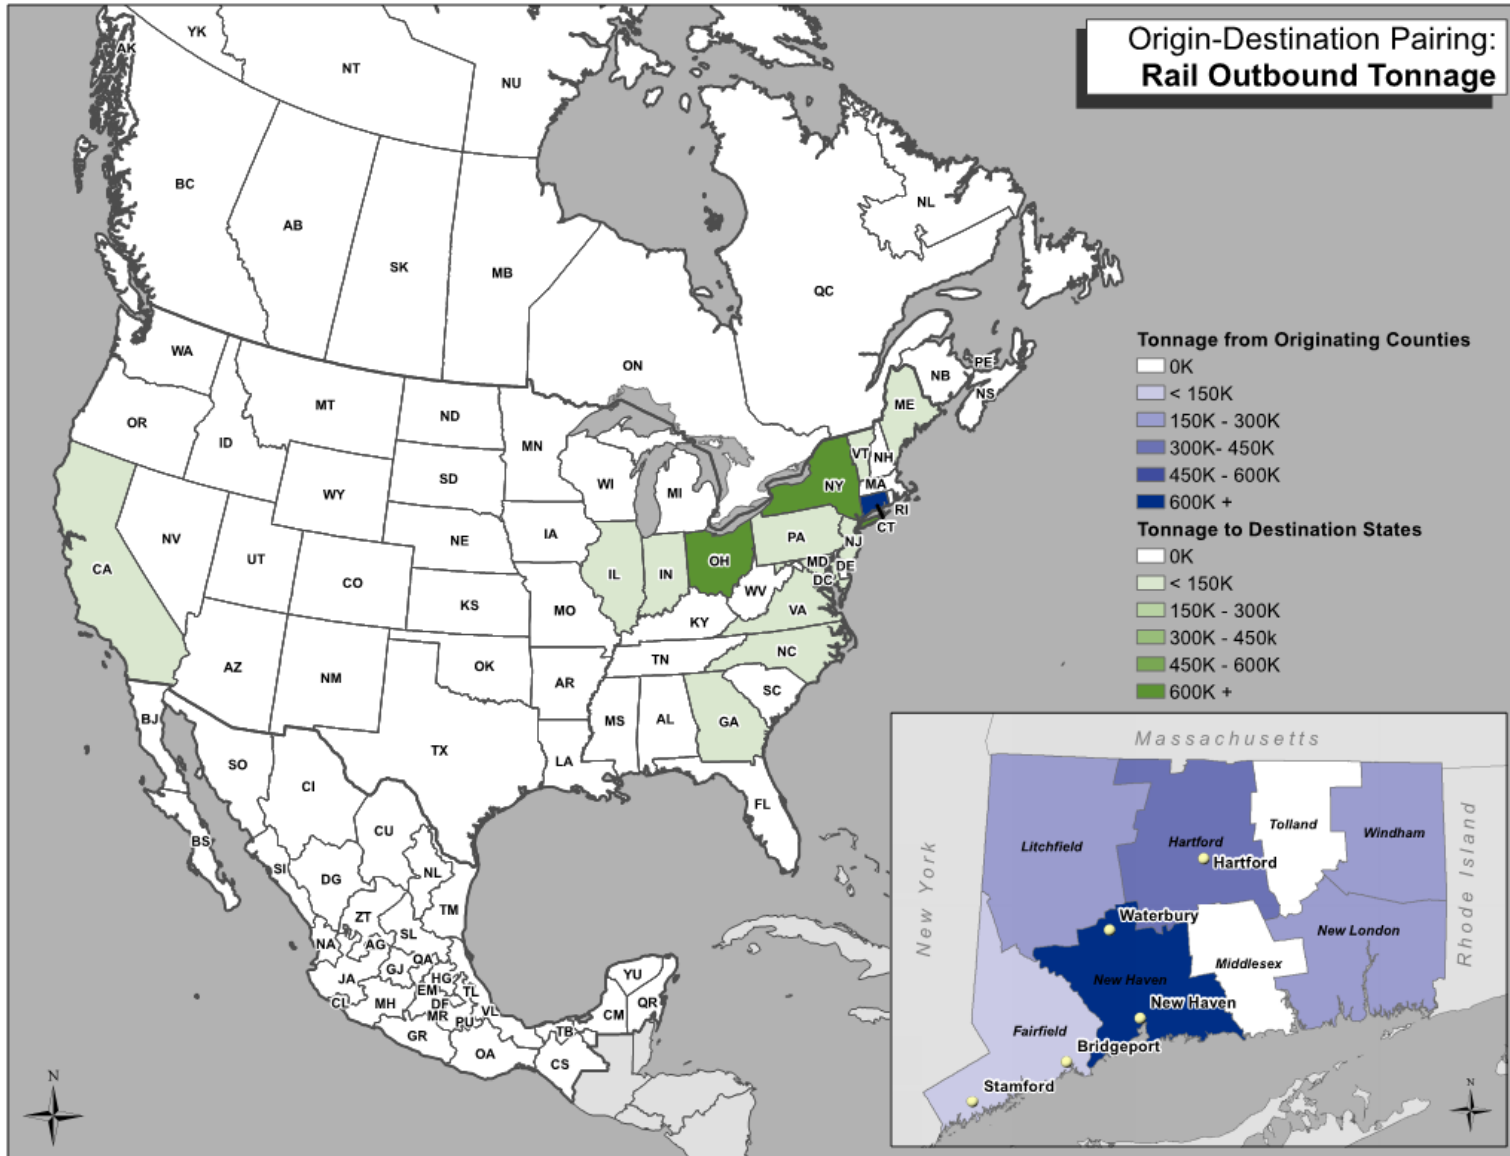 Origin-Destination Pairing:
Rail Outbound Tonnage
YK
AK
NT
NU
BC
AB
SK
MB
NL
QC
ON
NB
PE
NS
WA
OR
ID
MT
ND
MN
WY
SD
WI
MI
ME
VT
NH
NY
MA
RI
CT
NV
UT
CO
NE
IA
CA
IL
IN
OH
PA
NJ
MD
DE
DC
WV
VA
KS
MO
KY
AZ
NM
OK
AR
TN
NC
SC
MS
AL
GA
TX
LA
FL
BJ
SO
CI
BS
CU
SI
DG
NL
TM
ZT
SL
NA
AG
QA
JA
GJ
HG
EM
TL
CL
MH
DF
MR
VL
PU
GR
OA
TB
CS
YU
CM
QR
N
Tonnage from Originating Counties
0K
< 150K
150K - 300K
300K- 450K
450K - 600K
600K +
Tonnage to Destination States
0K
< 150K
150K - 300K
300K - 450k
450K - 600K
600K +
Massachusetts
New York
Rhode Island
Litchfield
Hartford
Hartford
Tolland
Windham
Waterbury
New London
Middlesex
New Haven
New Haven
Fairfield
Bridgeport
Stamford
N